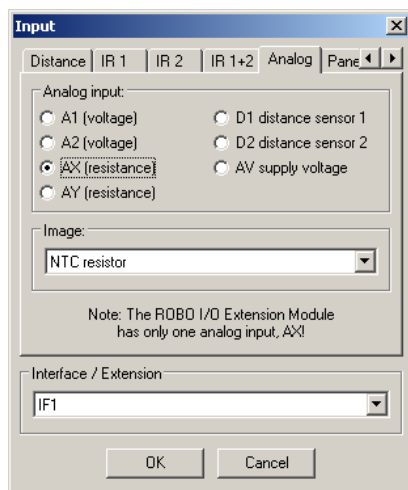 Input
Distance IR 1 IR 2 IR 1+2 Analog Pane
Analog input:
A1 (voltage) D1 distance sensor 1
A2 (voltage) D2 distance sensor 2
AX (resistance) AV supply voltage
AY (resistance)
Image:
NTC resistor
Note: The ROBO I/O Extension Module
has only one analog input, AX!
Interface / Extension
IF1
OK Cancel